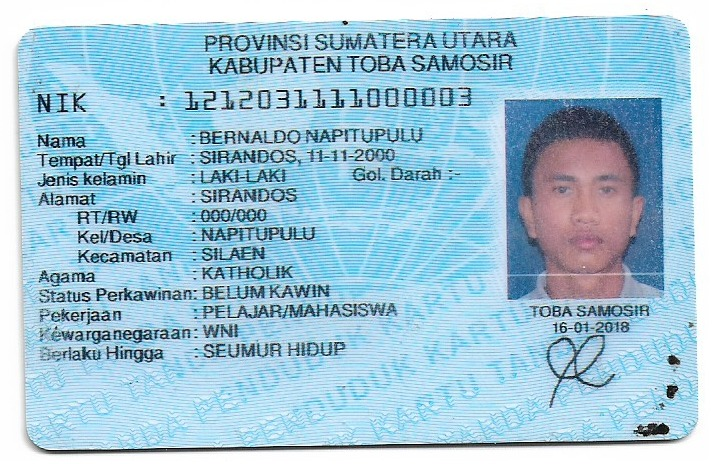 PROVINSI SUMATERA UTARA
KABUPATEN TOBA SAMOSIR
NIK : 1212031111000003
Nama : BERNALDO NAPITUPULU
Tempat/Tgl Lahir : SIRANDOS, 11-11-2000
Jenis kelamin : LAKI-LAKI Gol. Darah :-
Alamat : SIRANDOS
RT/RW : 000/000
Kel/Desa : NAPITUPULU
Kecamatan : SILAEN
Agama : KATHOLIK
Status Perkawinan: BELUM KAWIN
Pekerjaan : PELAJAR/MAHASISWA
Kewarganegaraan: WNI
Berlaku Hingga : SEUMUR HIDUP
TOBA SAMOSIR
16-01-2018